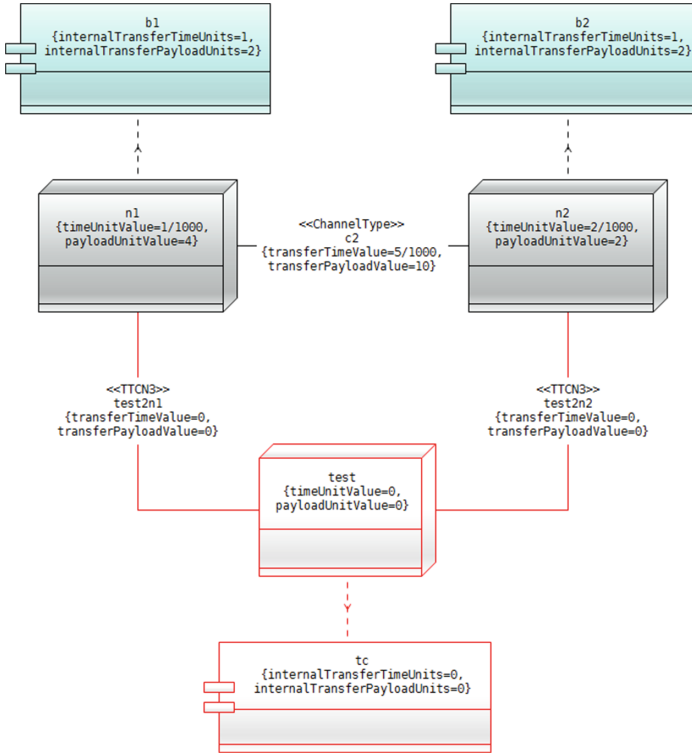 b1
{internalTransferTimeUnits=1,
internalTransferPayloadUnits=2}
b2
{internalTransferTimeUnits=1,
internalTransferPayloadUnits=2}
n1
{timeUnitValue=1/1000,
payloadUnitValue=4}
<<ChannelType>>
c2
{transferTimeValue=5/1000,
transferPayloadValue=10}
n2
{timeUnitValue=2/1000,
payloadUnitValue=2}
<<TTCN3>>
test2n1
{transferTimeValue=0,
transferPayloadValue=0}
<<TTCN3>>
test2n2
{transferTimeValue=0,
transferPayloadValue=0}
test
{timeUnitValue=0,
payloadUnitValue=0}
tc
{internalTransferTimeUnits=0,
internalTransferPayloadUnits=0}